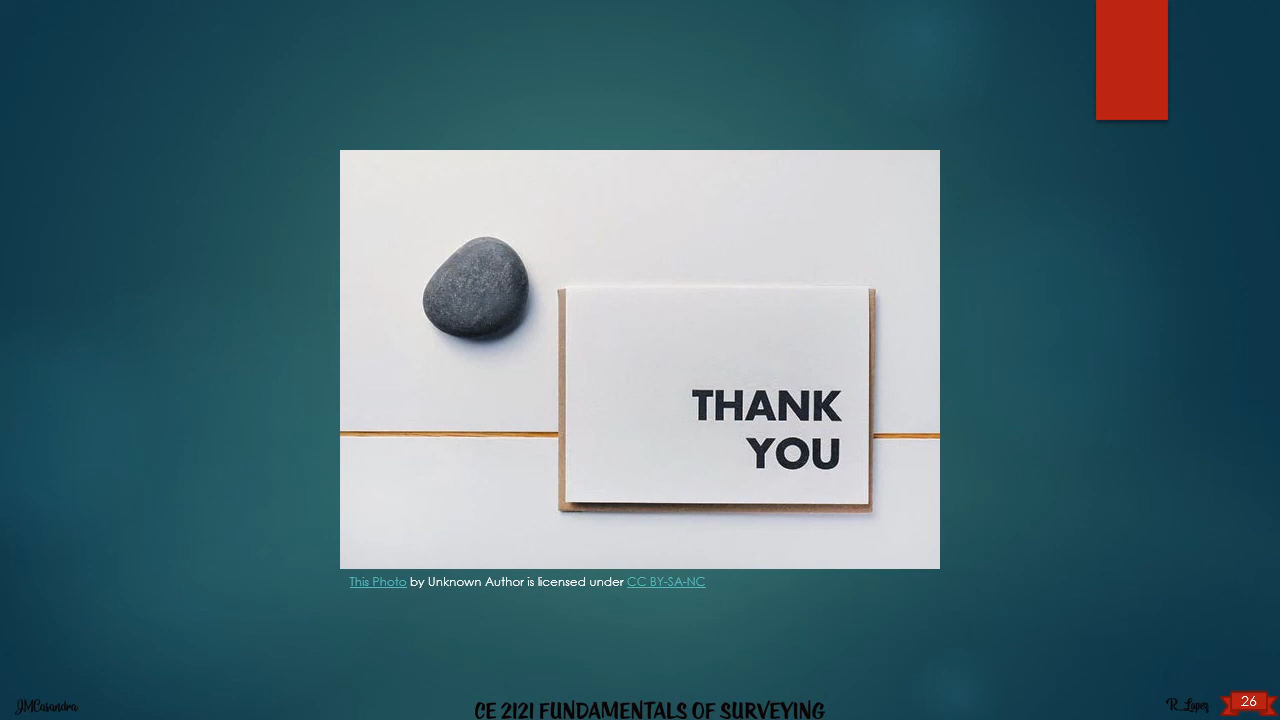 THANK
YOU
This Photo by Unknown Author is licensed under CC BY-SA-NC
JMCasandra
CE 2121 FUNDAMENTALS OF SURVEYING
R_Lopez
26